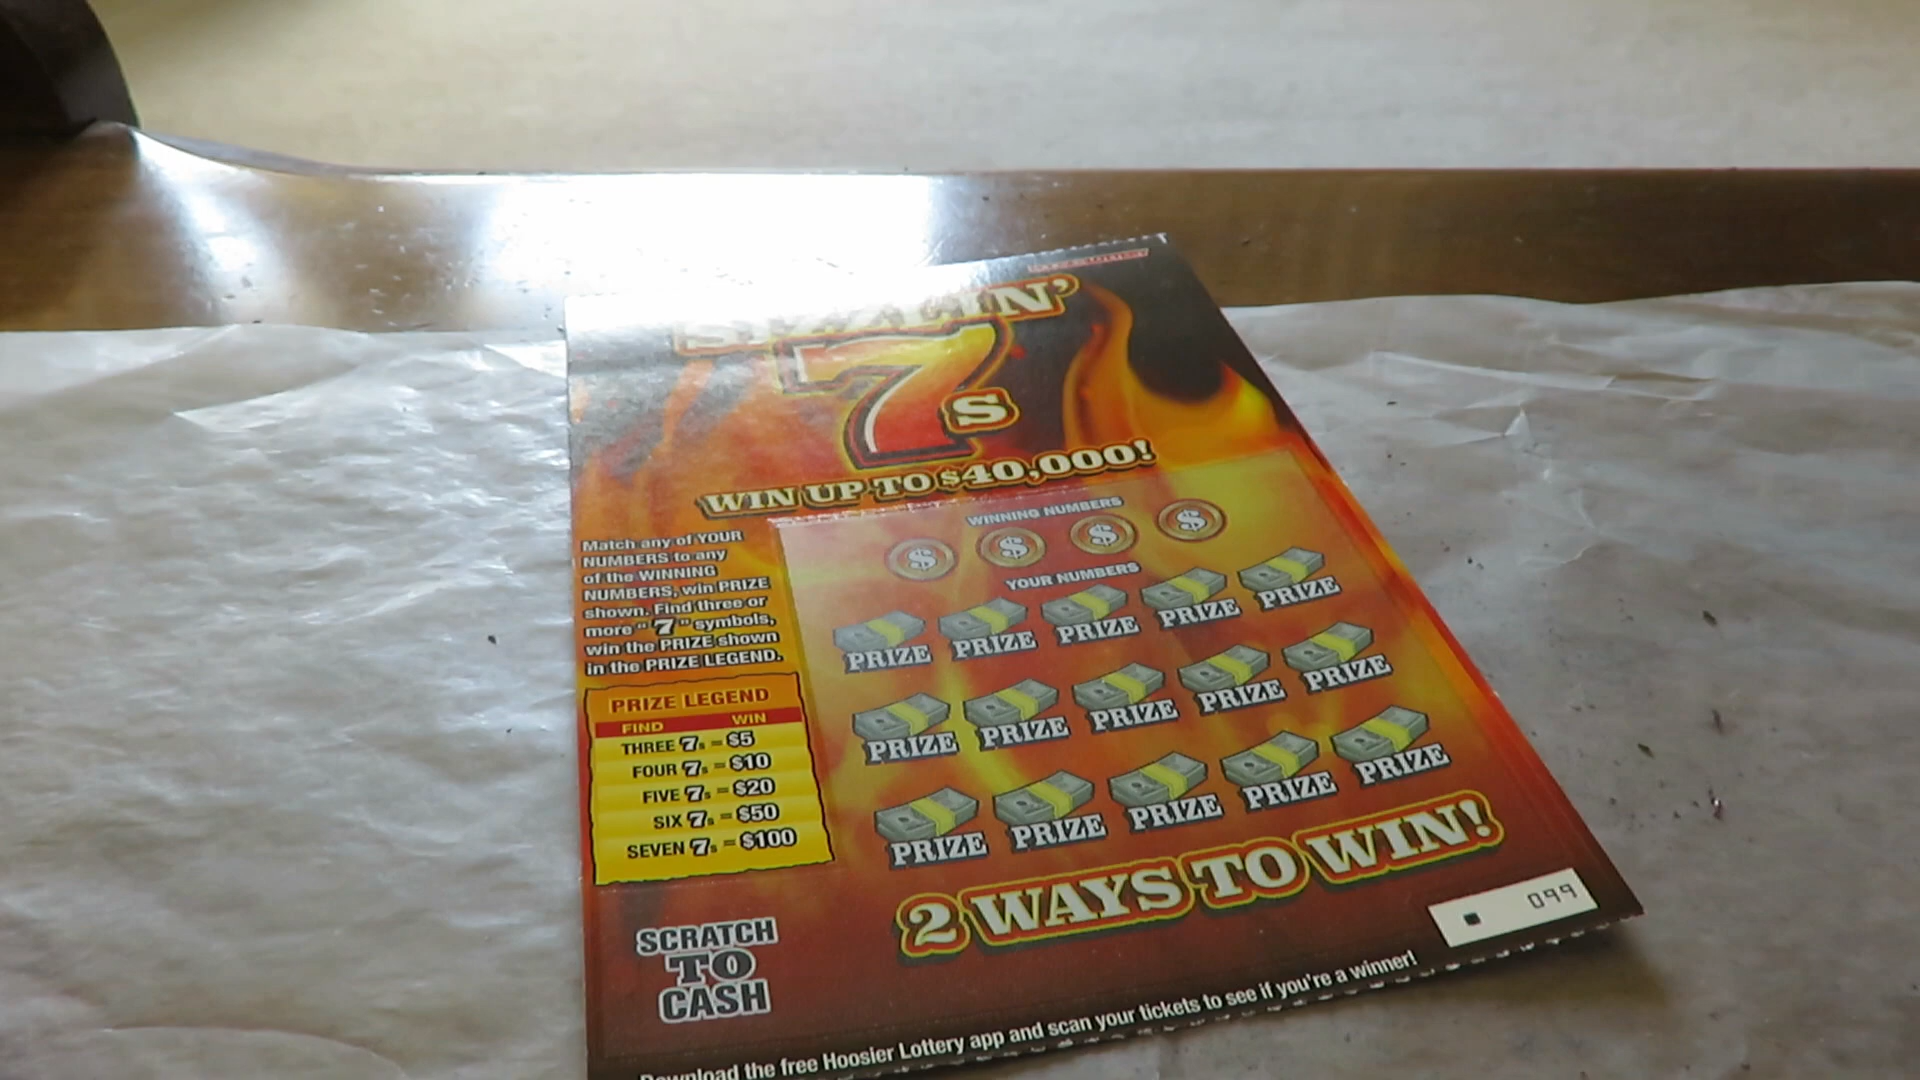 SIZZLIN'
7s
WIN UP TO $40,000!
Match any of YOUR
NUMBERS to any
of the WINNING
NUMBERS, win PRIZE
shown. Find three or
more "7" symbols,
win the PRIZE shown
in the PRIZE LEGEND.
PRIZE LEGEND
FIND WIN
THREE 7s = $5
FOUR 7s = $10
FIVE 7s = $20
SIX 7s = $50
SEVEN 7s = $100
SCRATCH
TO
CASH
WINNING NUMBERS
$ $ $ $
YOUR NUMBERS
PRIZE PRIZE PRIZE PRIZE PRIZE
PRIZE PRIZE PRIZE PRIZE PRIZE
PRIZE PRIZE PRIZE PRIZE PRIZE
2 WAYS TO WIN!
099
Download the free Hoosier Lottery app and scan your tickets to see if you're a winner!